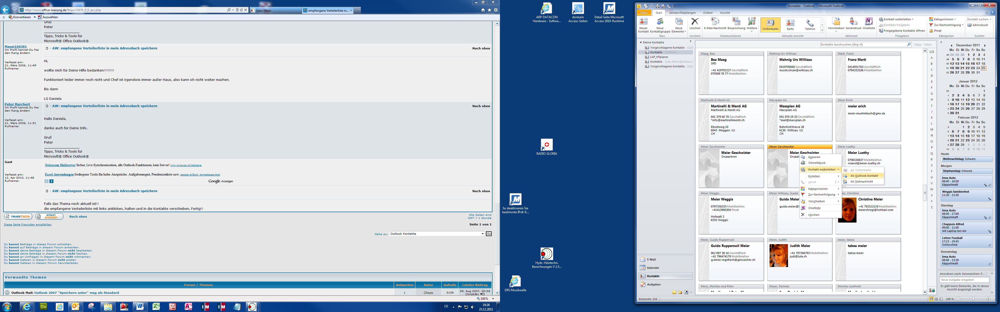 http://www.office-loesung.de/ftopic72676_0_0_asc.php
Jules Meier
empfangene Verteilerliste in...
Konvertieren
Auswählen
Gruß
Peter
Tipps, Tricks & Tools für
Microsoft® Office Outlook®
Mausi160381
Im Profil kannst Du frei
den Rang ändern
Verfasst am:
21. März 2006, 11:49
Rufname:
- AW: empfangene Verteilerliste in mein Adressbuch speichern
Nach oben
Hi,
wollte mich für Deine Hilfe bedanken!!!!!!!!
Funktioniert leider immer noch nicht und Chef ist irgendwie immer außer Haus, also kann ich nicht weiter machen.
Bis dann
LG Daniela
Peter Marchert
Im Profil kannst Du frei
den Rang ändern
Verfasst am:
21. März 2006, 11:51
Rufname:
- AW: empfangene Verteilerliste in mein Adressbuch speichern
Nach oben
Hallo Daniela,
danke auch für Deine Info.
Gruß
Peter
Tipps, Tricks & Tools für
Microsoft® Office Outlook®
Gast
Verfasst am:
12. Apr 2010, 11:48
Rufname:
Swisscom Mailserver Sicher, Live-Synchronisation, alle Outlook-Funktionen, kein Server! www.swisscom.ch/Mailserver
Excel-Anwendungen Gediegene Tools für hohe Ansprüche. Aufgabenmgmt, Pendenzenliste usw. parzung.ch/Excel_Anwendungen.html
Google-Anzeigen
- AW: empfangene Verteilerliste in mein Adressbuch speichern
Nach oben
Falls das Thema noch aktuell ist!!
die empfangene Verteilerliste mit links anklicken, halten und in die Kontakte verschieben, Fertig!!
neuesthema
antwort
erstellen
Nach oben
Alle Zeiten sind
GMT + 1 Stunde
Diese Seite Freunden empfehlen
Seite 1 von 1
Gehe zu: Outlook Kontakte Go
Du kannst Beiträge in dieses Forum schreiben.
Du kannst auf Beiträge in diesem Forum antworten.
Du kannst deine Beiträge in diesem Forum nicht bearbeiten.
Du kannst deine Beiträge in diesem Forum nicht löschen.
Du kannst an Umfragen in diesem Forum nicht mitmachen.
Du kannst Dateien in diesem Forum nicht posten
Du kannst Dateien in diesem Forum herunterladen
Verwandte Themen
Forum / Themen Antworten Autor Aufrufe Letzter Beitrag
Outlook Mail: Outlook 2007 "Speichern unter" msg als Standard 1 Choco 3139 04. Aug 2007, 00:04
Christi@n
100%
DE
19:26
25.12.2011
ARP DATACON
Hardware - Softwa...
donkarls
Access-Seiten
Detail Seite Microsoft
Access 2010-Runtime
RADIO GLORIA
So deaktivieren Sie
bestimmte IPv6-K...
Hydr. Heiztechn.
Berechnungen V 2.5...
DRS Musikwelle
Kontakte - Outlook - Microsoft Outlook
Datei Start Senden/Empfangen Ordner Ansicht
Neuer
Kontakt
Neue
Kontaktgruppe
Neue
Elemente
Neu
Löschen
Löschen
E-Mail-Nachricht Besprechung Weitere
Kommunizieren
Visitenkarte Karte Telefon
Aktuelle Ansicht
Verschieben Seriendruck OneNote
Aktionen
Kontakt weiterleiten
Kontakte freigeben
Freigegebene Kontakte öffnen
Freigeben
Kategorisieren
Zur Nachverfolgung
Privat
Kategorien
Kontakt suchen
Adressbuch
Suchen
Meine Kontakte
Vorgeschlagene Kontakte - Outl
Kontakte - Outlook
LAP_HTplaner
Kontakte - Jules.Meier@edulu.cl
Vorgeschlagene Kontakte - Jule:
Kontakte durchsuchen (Strg+E)
Maa - Mon
Maag, Bea
Bea Maag
SPD
+41 419703227 Geschäftlich
079509 78 77 Mobiltelefon
Mahnig Urs Willisau
Mahnig Urs Willisau
0419700660 Geschäftlich
musikschule@willisau.ch
Marti, Franz
Franz Marti
0414931763 Geschäftlich
0794353186 Mobiltelefon
Martinelli & Menti AG
Martinelli & Menti AG
Martinelli & Menti AG
041 379 60 70 Geschäftlich
*info@martinellimenti.ch
Ebnetweg 10
6045 Meggen LU
CH
Massplan AG
Massplan AG
Massplan AG
041 970 19 33 Geschäftlich
*mail@massplan.ch
Bahnhofstrasse 26
6130 Willisau LU
CH
Meier Erich
meier erich
meier-muehlebach@gmx.de
Meier Geschwister
Meier Geschwister
Gruppieren
Meier Geschwister
Meier Geschwister
Gruppi
Meier Luethy
Meier Luethy
0796530837 Mobiltelefon
roland@meier-luethy.ch
Kopieren
Schnelldruck
Kontakt weiterleiten
Erstellen
Anruf
Kategorisieren
Zur Nachverfolgung
Verschieben
OneNote
Löschen
Als Visitenkarte
Als Outlook-Kontakt
Als Textnachricht
Meier Weggis
Meier Weggis
0797356335 Mobiltelefon
+41413900304 Privat
Hofmatt 2
6353 Weggis
Meier Willisau, Guido
Guido Meie
guido.meier@l
ier, Christine
Christine Meier
+41 792522119 Mobiltelefon
meierchregi@hotmail.com
Meier, Guido Rupperswil
Guido Rupperswil Meier
062 897 38 16 Geschäftlich
+41 796474179 Mobiltelefon
g.meier-regeltech@geissacher.ch
Meier, Judith
Judith Meier
+41 797368793 Mobiltelefon
judi@lula.ch
meier, tabea
tabea meier
tabea meier
Menz, Monika und Peter
Meyer, Daniela
Monika Leuthold
123
A
B
C
D
E
F
G
H
I
J
K
L
M
N
O
P
Q
R
S
T
U
V
W
X
Y
Z
Dezember 2011
Mo Di Mi Do Fr Sa So
48 28 29 30 1 2 3 4
49 5 6 7 8 9 10 11
50 12 13 14 15 16 17 18
51 19 20 21 22 23 24 25
52 26 27 28 29 30 31
Januar 2012
Mo Di Mi Do Fr Sa So
52 1
1 2 3 4 5 6 7 8
2 9 10 11 12 13 14 15
3 16 17 18 19 20 21 22
4 23 24 25 26 27 28 29
5 30 31
Februar 2012
Mo Di Mi Do Fr Sa So
5 1 2 3 4 5
6 6 7 8 9 10 11 12
7 13 14 15 16 17 18 19
8 20 21 22 23 24 25 26
9 27 28 29 1 2 3 4
10 5 6 7 8 9 10 11
Heute
Weihnachtstag; Schweiz
Morgen
Stephanstag; Schweiz
Irma Auto
08:00 - 16:00
Käppelimatt
Weggis familienfest
11:30 - 15:30
Dienstag
Irma Auto
08:00 - 17:00
Käppelimatt
Chappuis Alfred
09:00 - 11:00
mit Laptop bei mir
Lehrer Fussball
17:15 - 19:45
Schlossfeld
Donnerstag
Irma Auto
08:00 - 13:30
Käppelimatt
Anordnen nach: Kennzeichen: F...
Neue Aufgabe eingeben
Es gibt keine Elemente, die in dieser
Ansicht angezeigt werden.
E-Mail
Kalender
Kontakte
Aufgaben
Elemente: 216
100 %